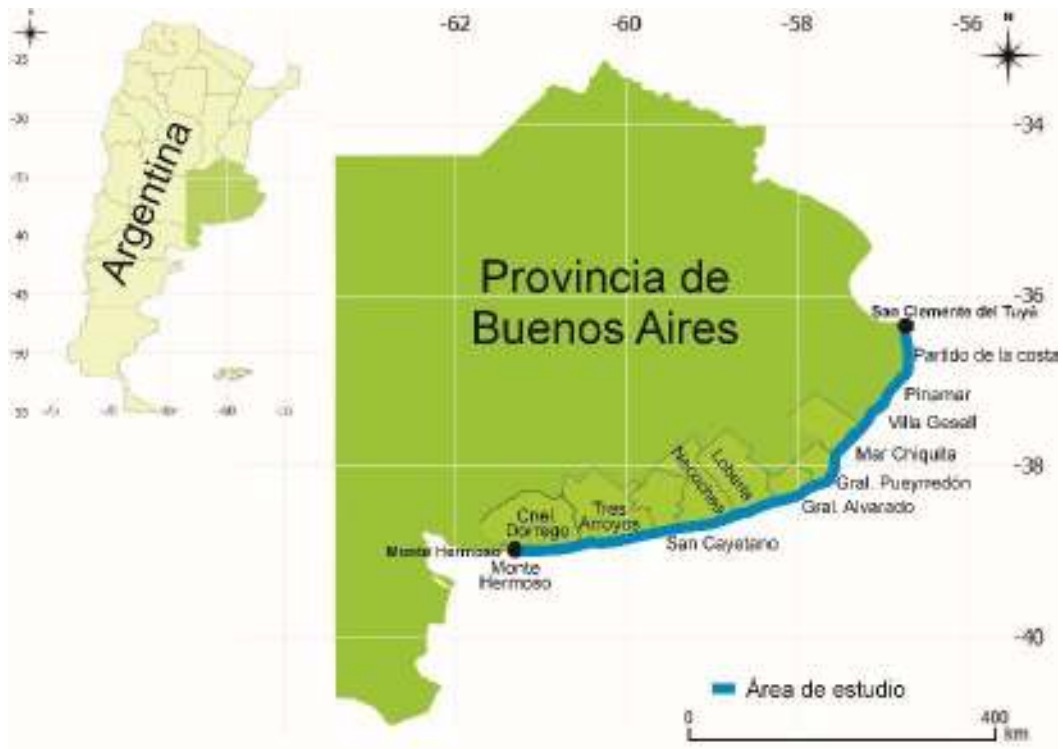 -62
-60
-58
-56
N
-34
-36
-38
-40
-30
-40
Argentina
Provincia de
Buenos Aires
San Clemente del Tuyú
Partido de la costa
Pinamar
Villa Gesell
Mar Chiquita
Gral. Pueyrredón
Gral. Alvarado
Lobería
Necochea
San Cayetano
Tres
Arroyos
Cnel.
Dorrego
Monte Hermoso
Monte
Hermoso
Área de estudio
0 400
km